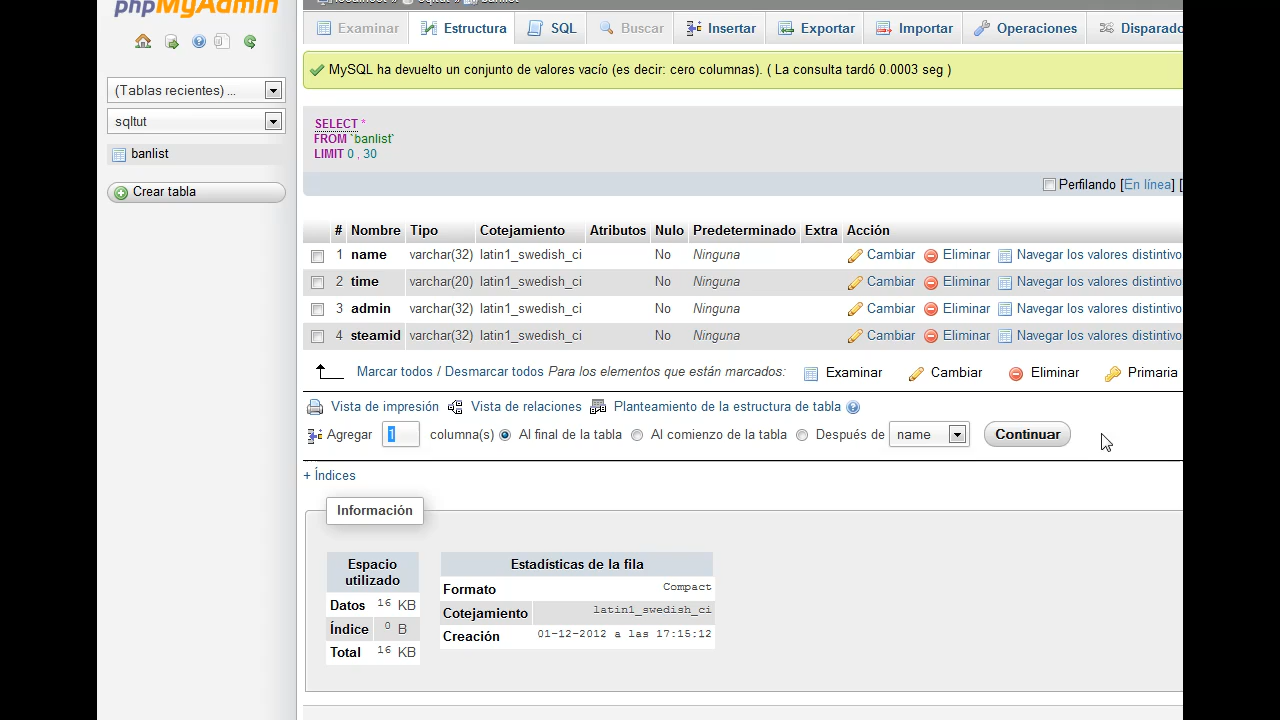 phpMyAdmin
localhost » sqltut » banlist
Examinar Estructura SQL Buscar Insertar Exportar Importar Operaciones Disparado
(Tablas recientes) ...
sqltut
banlist
Crear tabla
MySQL ha devuelto un conjunto de valores vacío (es decir: cero columnas). ( La consulta tardó 0.0003 seg )
SELECT *
FROM `banlist`
LIMIT 0 , 30
Perfilando [En línea] [
# Nombre Tipo Cotejamiento Atributos Nulo Predeterminado Extra Acción
1 name varchar(32) latin1_swedish_ci No Ninguna Cambiar Eliminar Navegar los valores distintivo
2 time varchar(20) latin1_swedish_ci No Ninguna Cambiar Eliminar Navegar los valores distintivo
3 admin varchar(32) latin1_swedish_ci No Ninguna Cambiar Eliminar Navegar los valores distintivo
4 steamid varchar(32) latin1_swedish_ci No Ninguna Cambiar Eliminar Navegar los valores distintivo
Marcar todos / Desmarcar todos Para los elementos que están marcados: Examinar Cambiar Eliminar Primaria
Vista de impresión Vista de relaciones Planteamiento de la estructura de tabla
Agregar 1 columna(s) Al final de la tabla Al comienzo de la tabla Después de name Continuar
+ Índices
Información
Espacio utilizado
Datos 16 KB
Índice 0 B
Total 16 KB
Estadísticas de la fila
Formato Compact
Cotejamiento latin1_swedish_ci
Creación 01-12-2012 a las 17:15:12